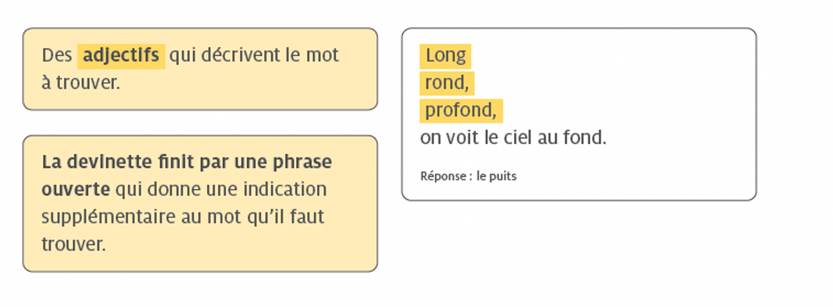 Des adjectifs qui décrivent le mot
à trouver.
La devinette finit par une phrase
ouverte qui donne une indication
supplémentaire au mot qu’il faut
trouver.
Long
rond,
profond,
on voit le ciel au fond.
Réponse : le puits